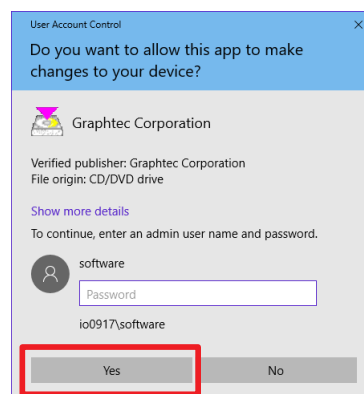 User Account Control
Do you want to allow this app to make
changes to your device?
Graphtec Corporation
Verified publisher: Graphtec Corporation
File origin: CD/DVD drive
Show more details
To continue, enter an admin user name and password.
software
Password
io0917\software
Yes
No